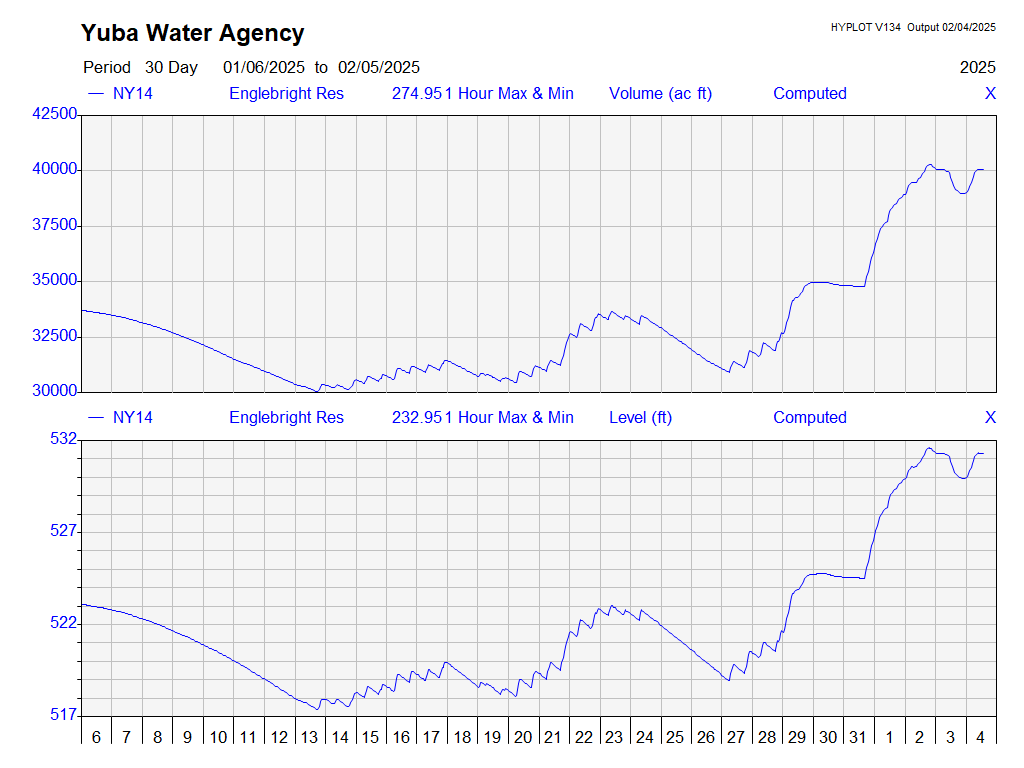 Yuba Water Agency
HYPLOT V134 Output 02/04/2025
Period 30 Day 01/06/2025 to 02/05/2025 2025
NY14 Englebright Res 274.951 Hour Max & Min Volume (ac ft) Computed X
42500
40000
37500
35000
32500
30000
NY14 Englebright Res 232.951 Hour Max & Min Level (ft) Computed X
532
527
522
517
6 7 8 9 10 11 12 13 14 15 16 17 18 19 20 21 22 23 24 25 26 27 28 29 30 31 1 2 3 4